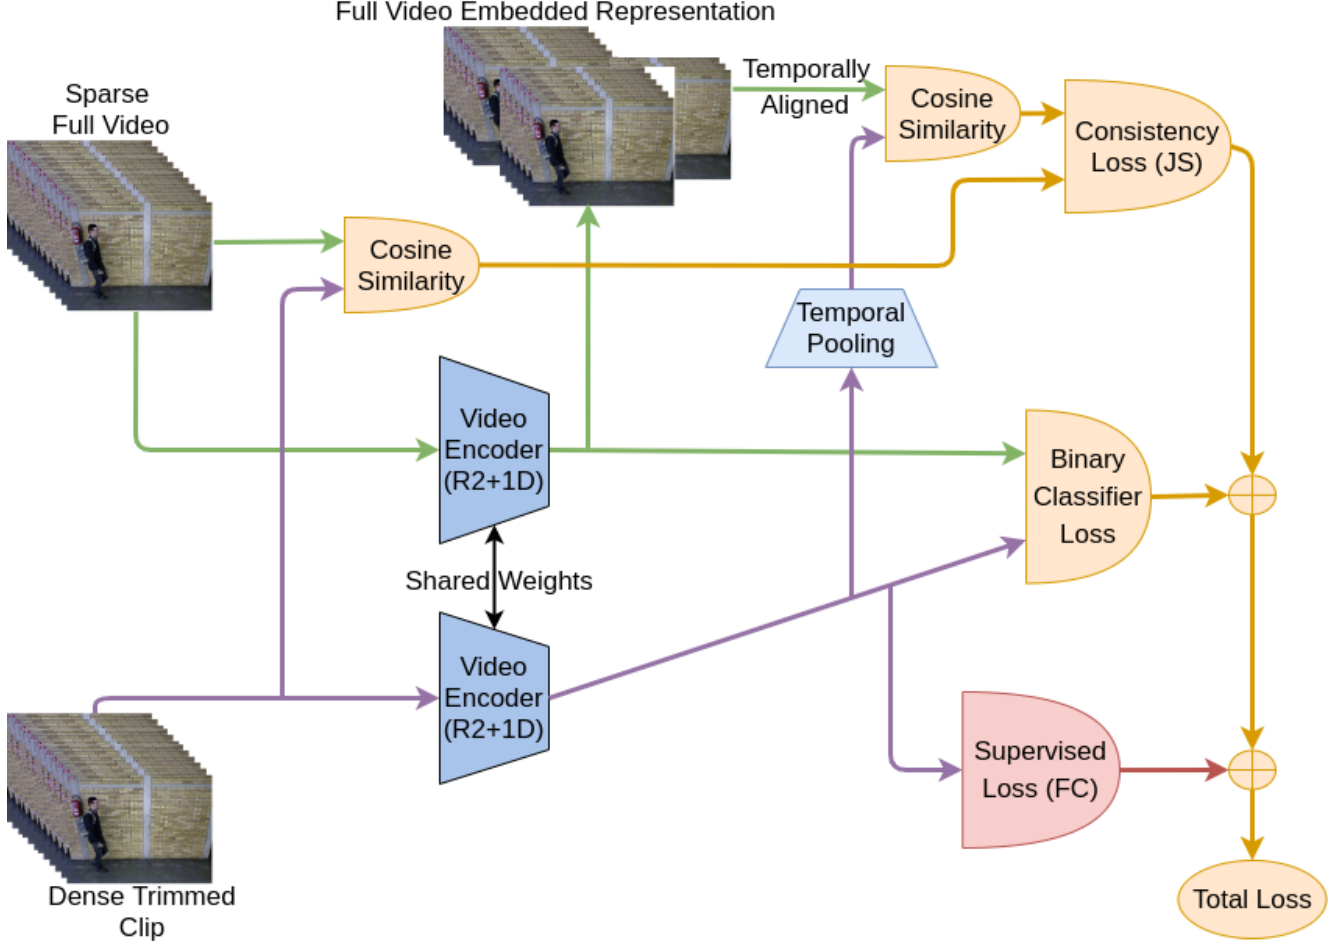 Full Video Embedded Representation
Sparse
Full Video
Temporally
Aligned
Cosine
Similarity
Consistency
Loss (JS)
Cosine
Similarity
Temporal
Pooling
Video
Encoder
(R2+1D)
Binary
Classifier
Loss
Shared Weights
Video
Encoder
(R2+1D)
Supervised
Loss (FC)
Dense Trimmed
Clip
Total Loss